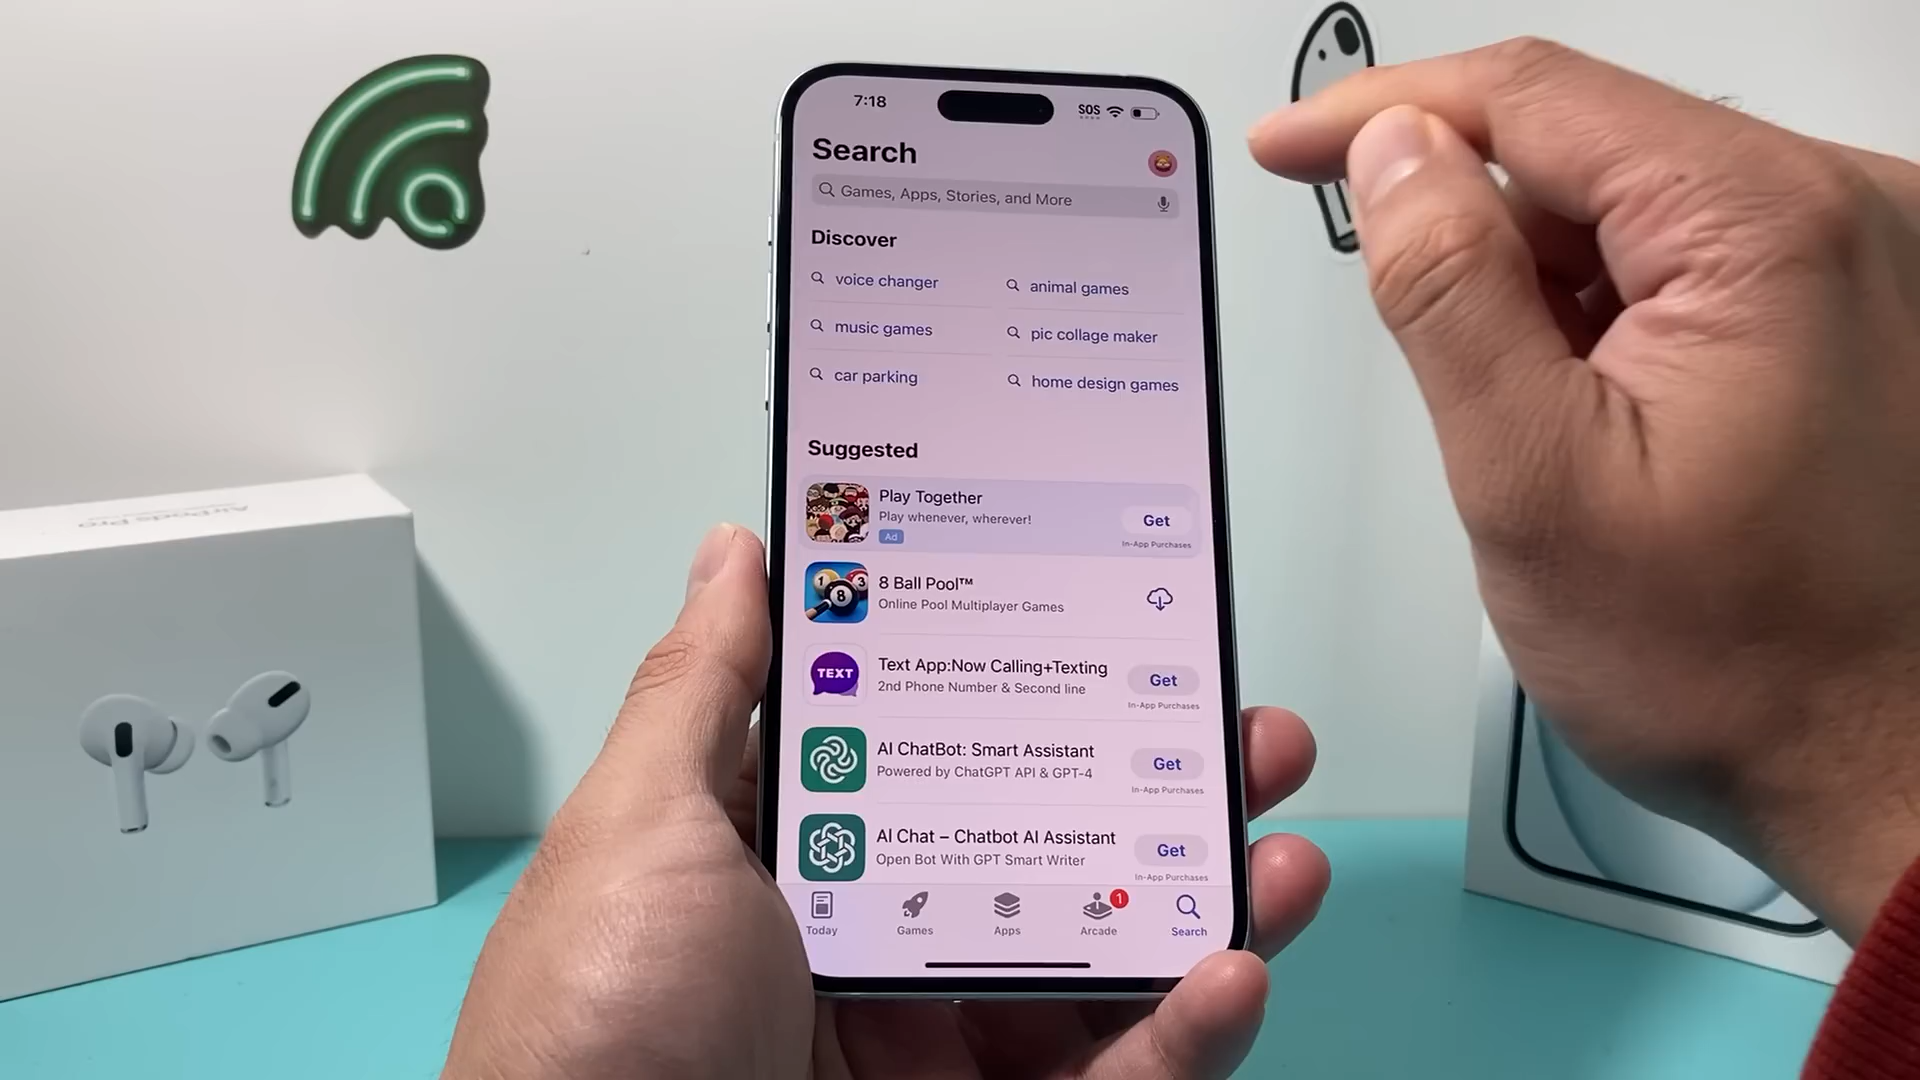 7:18
SOS
Search
Games, Apps, Stories, and More
Discover
voice changer
animal games
music games
pic collage maker
car parking
home design games
Suggested
Play Together
Play whenever, wherever!
Ad
Get
In-App Purchases
8 Ball Pool™
Online Pool Multiplayer Games
TEXT
Text App:Now Calling+Texting
2nd Phone Number & Second line
Get
In-App Purchases
AI ChatBot: Smart Assistant
Powered by ChatGPT API & GPT-4
Get
In-App Purchases
AI Chat – Chatbot AI Assistant
Open Bot With GPT Smart Writer
Get
In-App Purchases
Today
Games
Apps
Arcade
1
Search
AirPods Pro